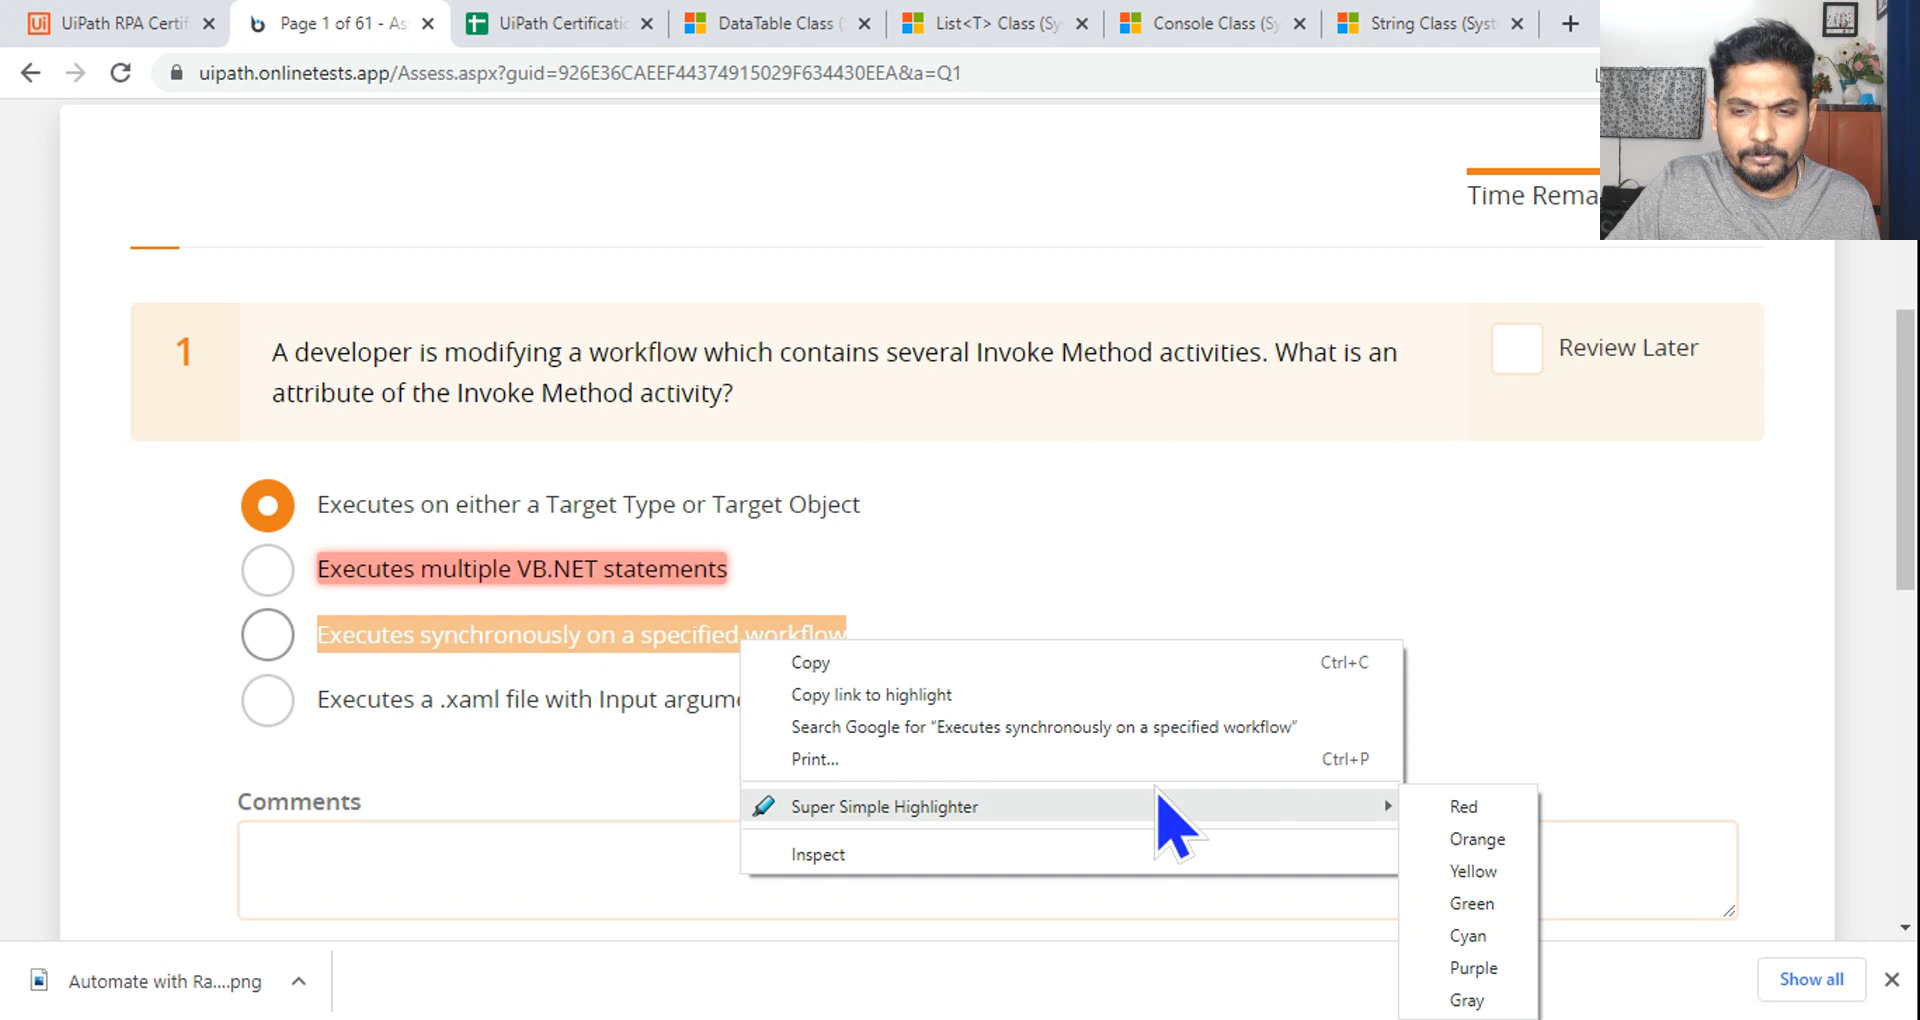 UiPath RPA Certif
Page 1 of 61 - As
UiPath Certificatio
DataTable Class (
List<T> Class (Sy
Console Class (Sy
String Class (Syst
uipath.onlinetests.app/Assess.aspx?guid=926E36CAEEF44374915029F634430EEA&a=Q1
Time Rema
1
A developer is modifying a workflow which contains several Invoke Method activities. What is an
attribute of the Invoke Method activity?
Review Later
Executes on either a Target Type or Target Object
Executes multiple VB.NET statements
Executes synchronously on a specified workflow
Executes a .xaml file with Input argume
Copy Ctrl+C
Copy link to highlight
Search Google for “Executes synchronously on a specified workflow”
Print... Ctrl+P
Super Simple Highlighter
Inspect
Red
Orange
Yellow
Green
Cyan
Purple
Gray
Comments
Automate with Ra....png
Show all